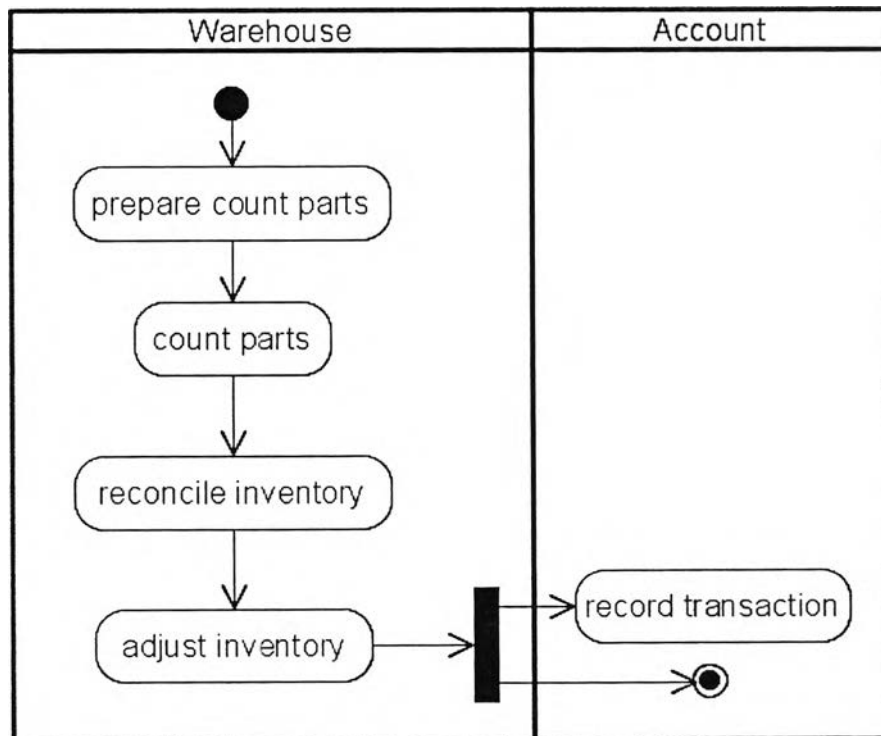 Warehouse
Account
prepare count parts
count parts
reconcile inventory
adjust inventory
record transaction